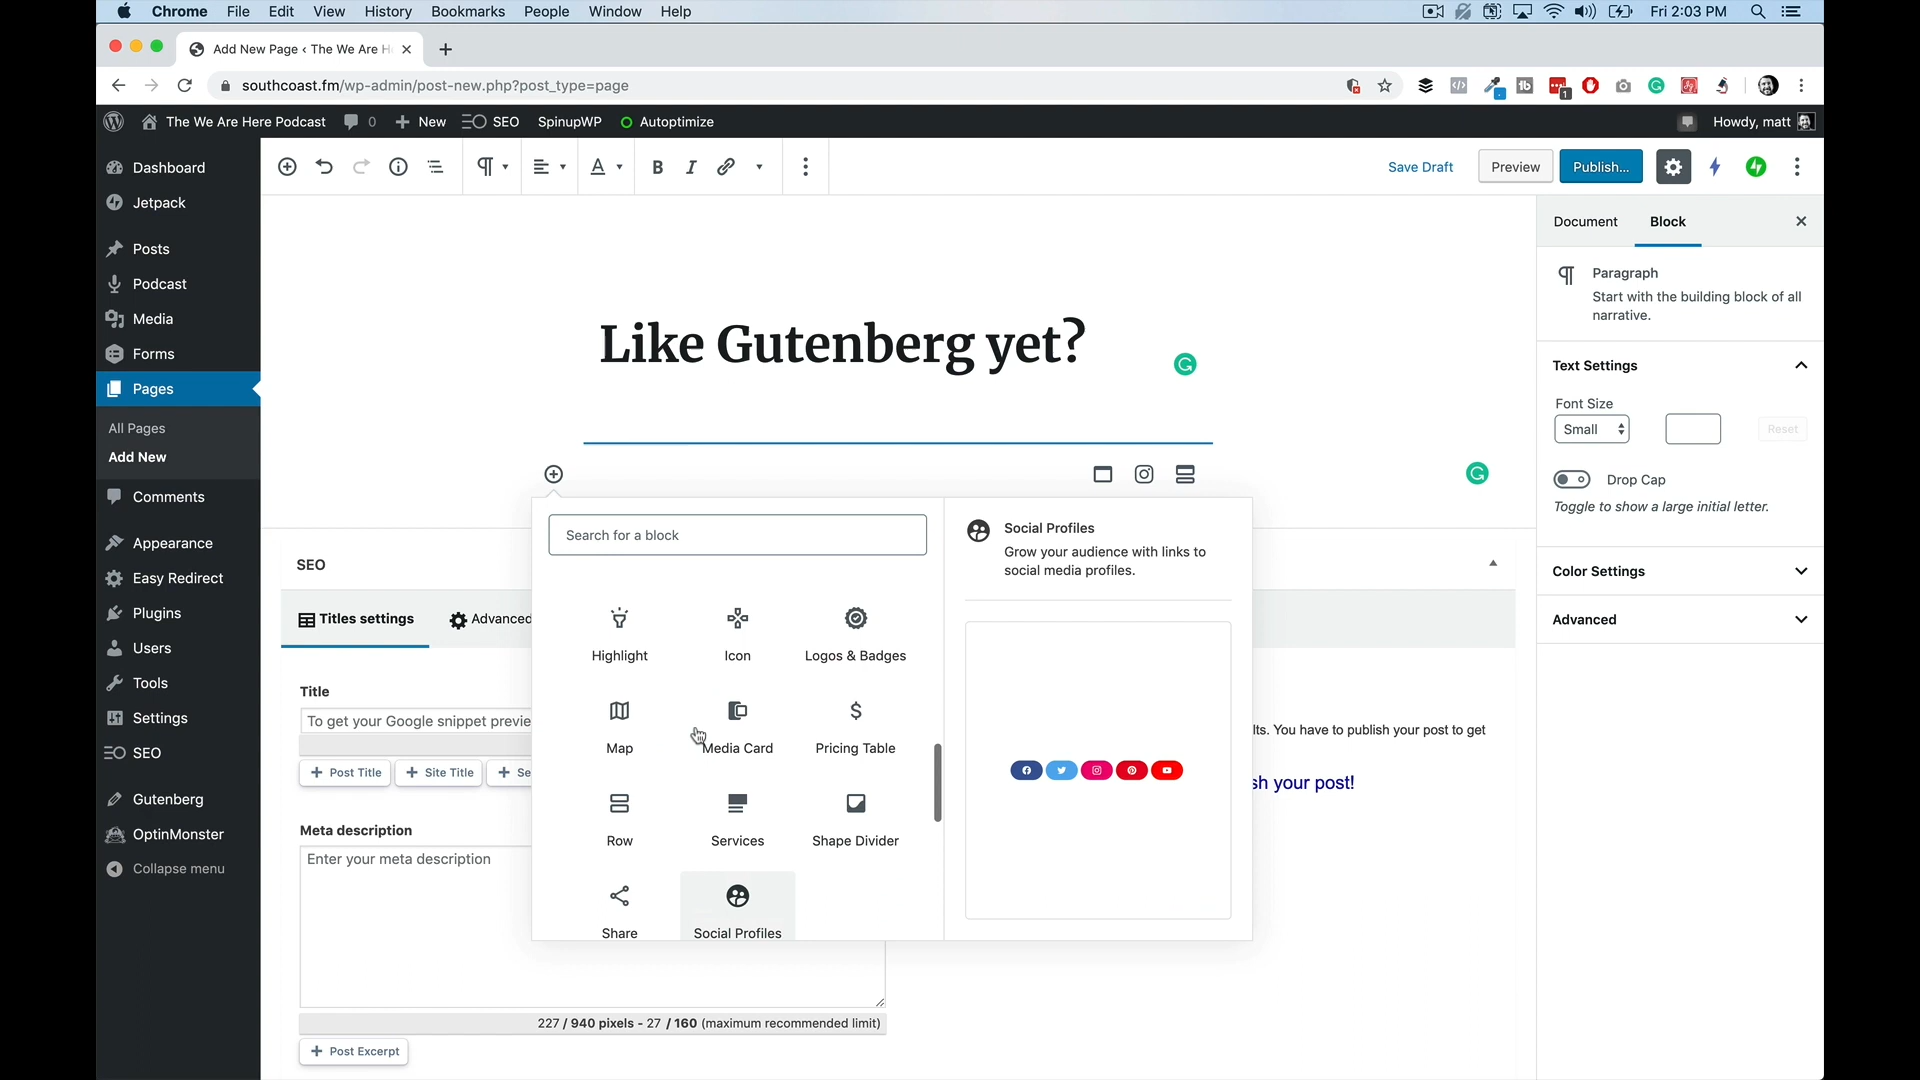 Chrome File Edit View History Bookmarks People Window Help
Fri 2:03 PM
Add New Page ‹ The We Are H
southcoast.fm/wp-admin/post-new.php?post_type=page
1
The We Are Here Podcast 0 New SEO SpinupWP Autoptimize
Howdy, matt
Dashboard
Jetpack
Posts
Podcast
Media
Forms
Pages
All Pages
Add New
Comments
Appearance
Easy Redirect
Plugins
Users
Tools
Settings
SEO
Gutenberg
OptinMonster
Collapse menu
A B I
Save Draft
Preview
Publish...
Like Gutenberg yet?
Search for a block
Highlight
Icon
Logos & Badges
Map
Media Card
Pricing Table
Row
Services
Shape Divider
Share
Social Profiles
Social Profiles
Grow your audience with links to
social media profiles.
SEO
Titles settings
Advanced
Title
To get your Google snippet previe
Post Title
Site Title
Se
Meta description
Enter your meta description
227 / 940 pixels - 27 / 160 (maximum recommended limit)
Post Excerpt
lts. You have to publish your post to get
sh your post!
Document
Block
Paragraph
Start with the building block of all
narrative.
Text Settings
Font Size
Small
Reset
Drop Cap
Toggle to show a large initial letter.
Color Settings
Advanced